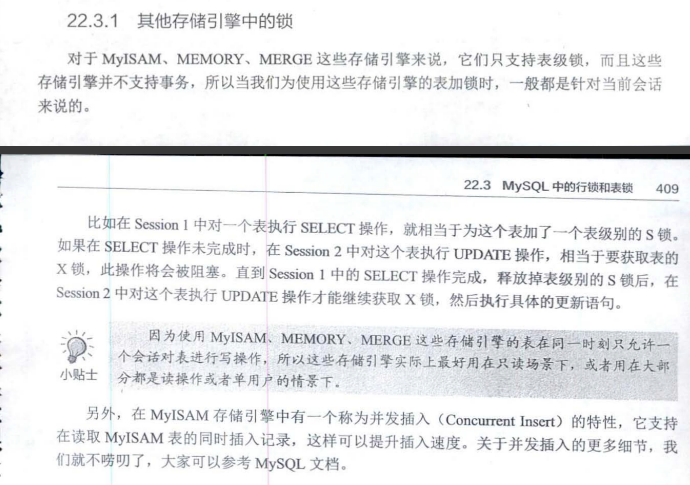 22.3.1 其他存储引擎中的锁
对于 MyISAM、MEMORY、MERGE 这些存储引擎来说，它们只支持表级锁，而且这些
存储引擎并不支持事务，所以当我们为使用这些存储引擎的表加锁时，一般都是针对当前会话
来说的。
22.3 MySQL 中的行锁和表锁 409
比如在 Session 1 中对一个表执行 SELECT 操作，就相当于为这个表加了一个表级别的 S 锁。
如果在 SELECT 操作未完成时，在 Session 2 中对这个表执行 UPDATE 操作，相当于要获取表的
X 锁，此操作将会被阻塞。直到 Session 1 中的 SELECT 操作完成，释放掉表级别的 S 锁后，在
Session 2 中对这个表执行 UPDATE 操作才能继续获取 X 锁，然后执行具体的更新语句。
因为使用 MyISAM、MEMORY、MERGE 这些存储引擎的表在同一时刻只允许一
个会话对表进行写操作，所以这些存储引擎实际上最好用在只读场景下，或者用在大部
小贴士 分都是读操作或者单用户的情景下。
另外，在 MyISAM 存储引擎中有一个称为并发插入（Concurrent Insert）的特性，它支持
在读取 MyISAM 表的同时插入记录，这样可以提升插入速度。关于并发插入的更多细节，我
们就不唠叨了，大家可以参考 MySQL 文档。